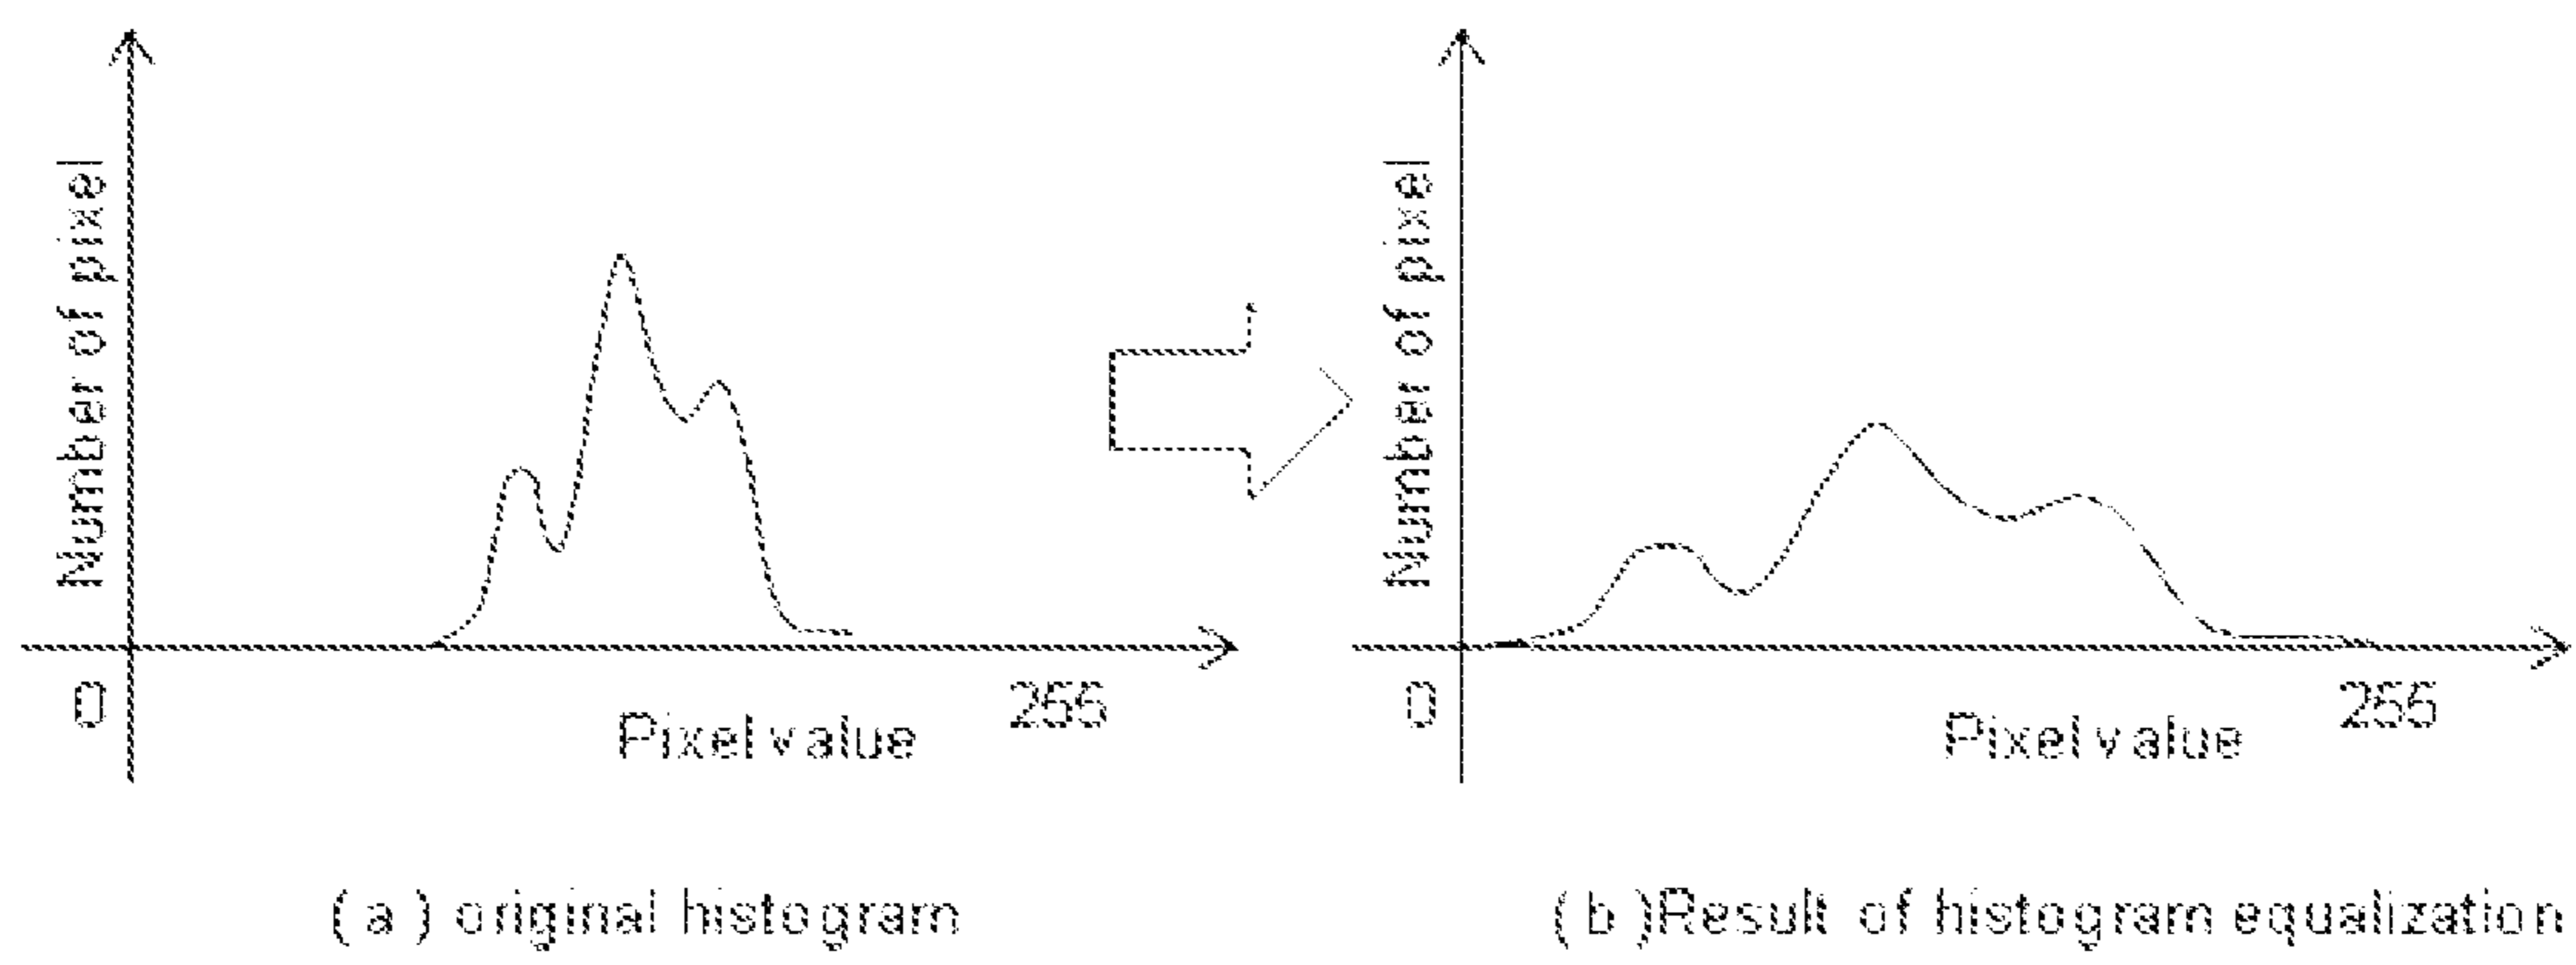 Number of pixel
0
255
Pixel value
(a) original histogram
Number of pixel
0
255
Pixel value
(b)Result of histogram equalization